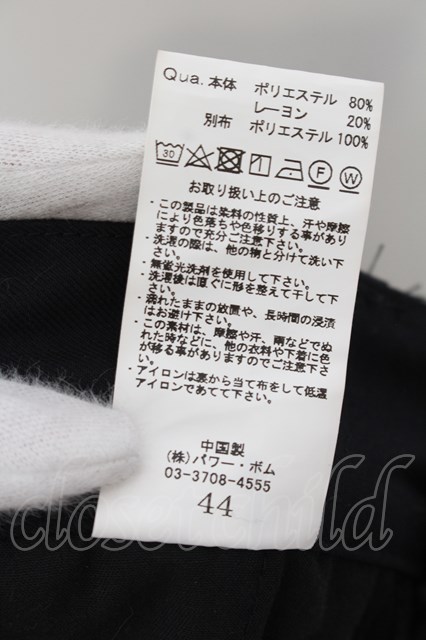 Qua. 本体 ポリエステル 80%
レーヨン 20%
別布 ポリエステル 100%
30
F
W
お取り扱い上のご注意
・この製品は染料の性質上、汗や摩擦
により色落ちや色移りする事があり
ますので充分ご注意下さい。
・洗濯の際は、他の物と分けて洗い下
さい。
・無蛍光洗剤を使用して下さい。
・洗濯後は直ぐに形を整えて干して下
さい。
・濡れたままの放置や、長時間の浸漬
はお避け下さい。
・この素材は、摩擦や汗、雨などでぬ
れた時などに、他の衣料や下着に色
が移る事がありますのでご注意下さ
い。
・アイロンは裏から当て布をして低温
アイロンであてて下さい。
中国製
(株)パワー・ボム
03-3708-4555
44
closet child